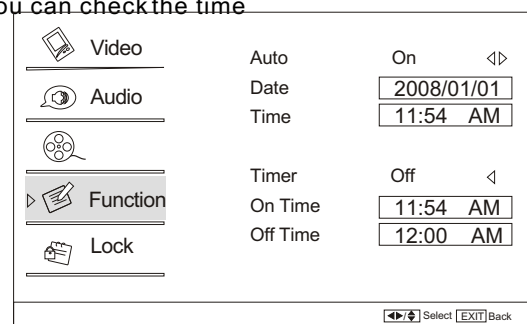 ou can check the time
Video
Audio
Function
Lock
Auto On
Date 2008/01/01
Time 11:54 AM
Timer Off
On Time 11:54 AM
Off Time 12:00 AM
Select EXIT Back